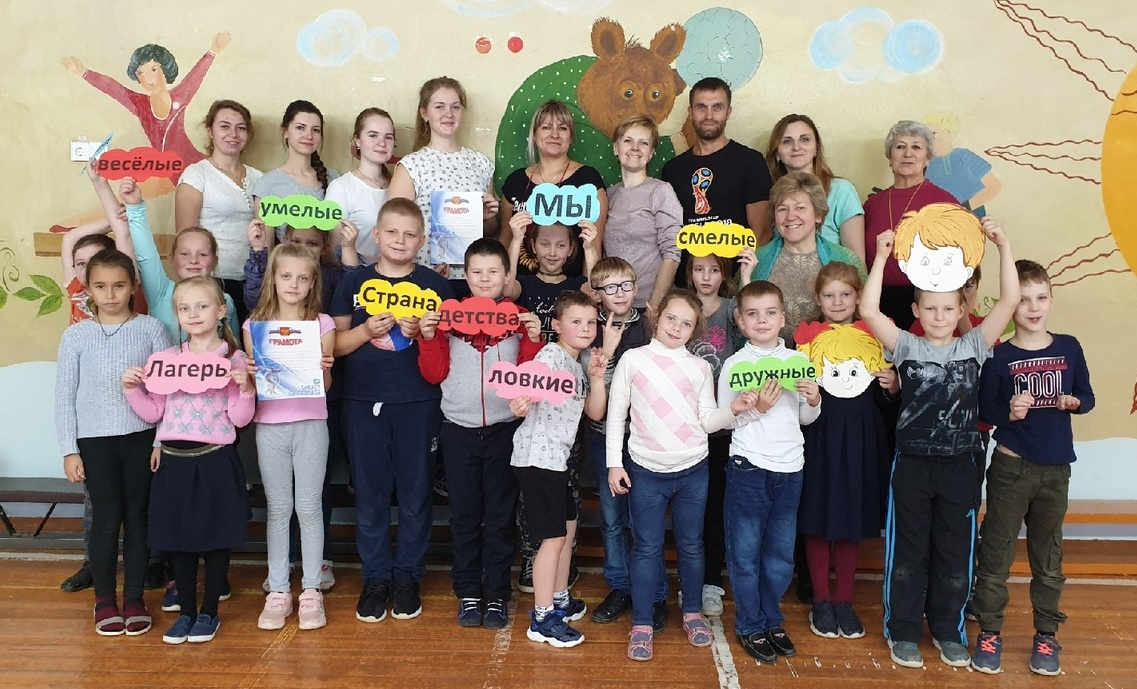 весёлые
умелые
ГРАМОТА
МЫ
смелые
Страна
детства
ГРАМОТА
Лагерь
ловкие
дружные
COOL